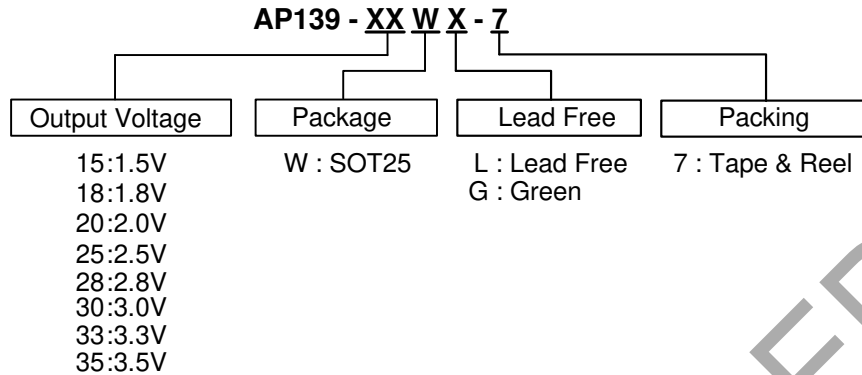 AP139 - XX W X - 7
Output Voltage
Package
Lead Free
Packing
15:1.5V
18:1.8V
20:2.0V
25:2.5V
28:2.8V
30:3.0V
33:3.3V
35:3.5V
W : SOT25
L : Lead Free
G : Green
7 : Tape & Reel